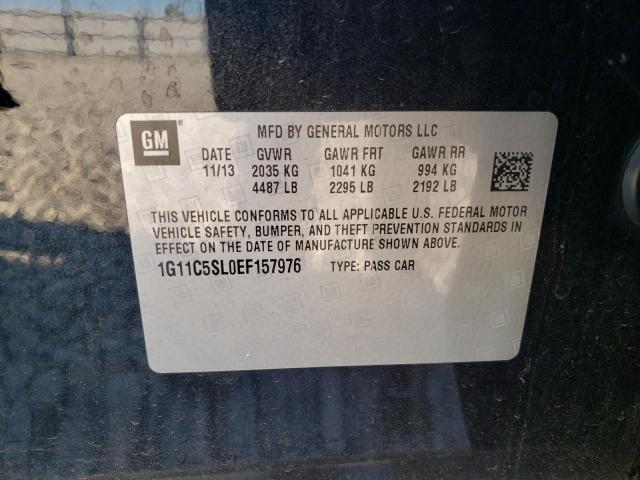 GM
MFD BY GENERAL MOTORS LLC
DATE GVWR GAWR FRT GAWR RR
11/13 2035 KG 1041 KG 994 KG
4487 LB 2295 LB 2192 LB
THIS VEHICLE CONFORMS TO ALL APPLICABLE U.S. FEDERAL MOTOR
VEHICLE SAFETY, BUMPER, AND THEFT PREVENTION STANDARDS IN
EFFECT ON THE DATE OF MANUFACTURE SHOWN ABOVE.
1G11C5SL0EF157976 TYPE: PASS CAR